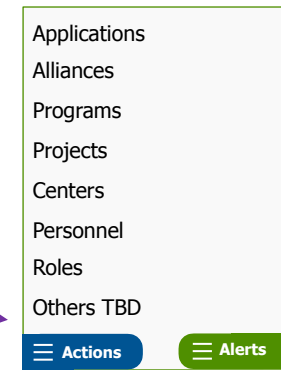 Applications
Alliances
Programs
Projects
Centers
Personnel
Roles
Others TBD
Actions Alerts